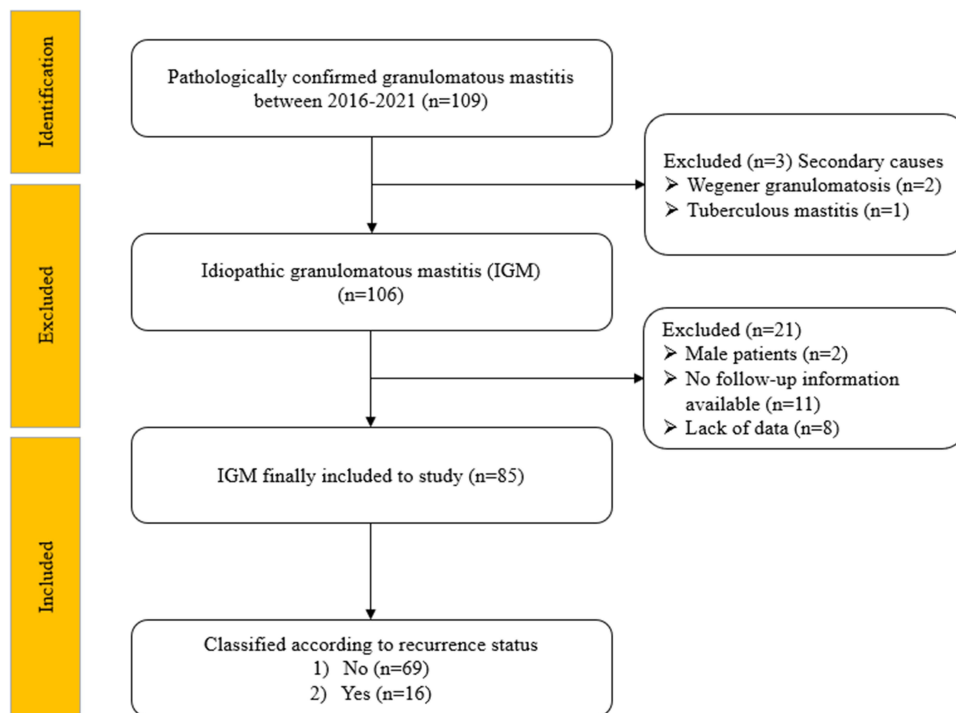 Identification
Pathologically confirmed granulomatous mastitis
between 2016-2021 (n=109)
Excluded (n=3) Secondary causes
➢ Wegener granulomatosis (n=2)
➢ Tuberculous mastitis (n=1)
Excluded
Idiopathic granulomatous mastitis (IGM)
(n=106)
Excluded (n=21)
➢ Male patients (n=2)
➢ No follow-up information
available (n=11)
➢ Lack of data (n=8)
Included
IGM finally included to study (n=85)
Classified according to recurrence status
1) No (n=69)
2) Yes (n=16)